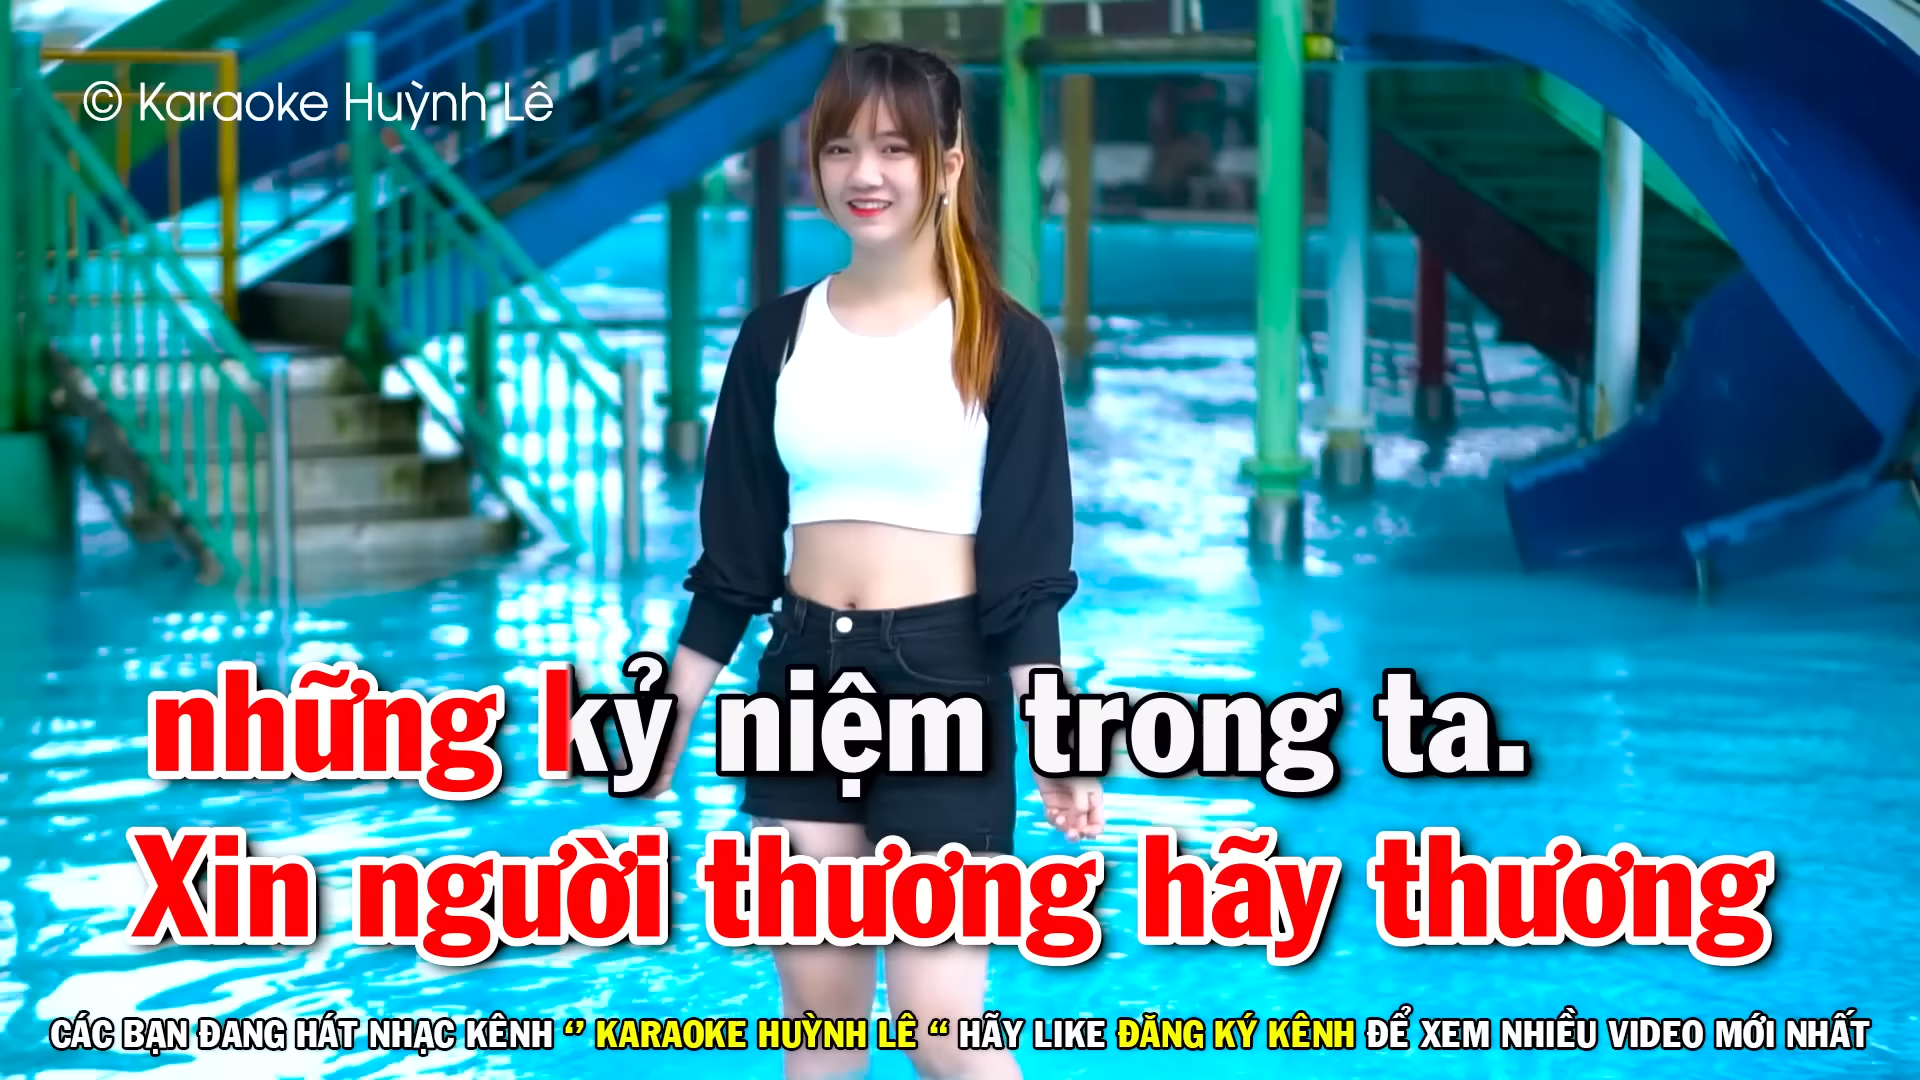 © Karaoke Huỳnh Lê
những kỷ niệm trong ta.
Xin người thương hãy thương
CÁC BẠN ĐANG HÁT NHẠC KÊNH “ KARAOKE HUỲNH LÊ “ HÃY LIKE ĐĂNG KÝ KÊNH ĐỂ XEM NHIỀU VIDEO MỚI NHẤT